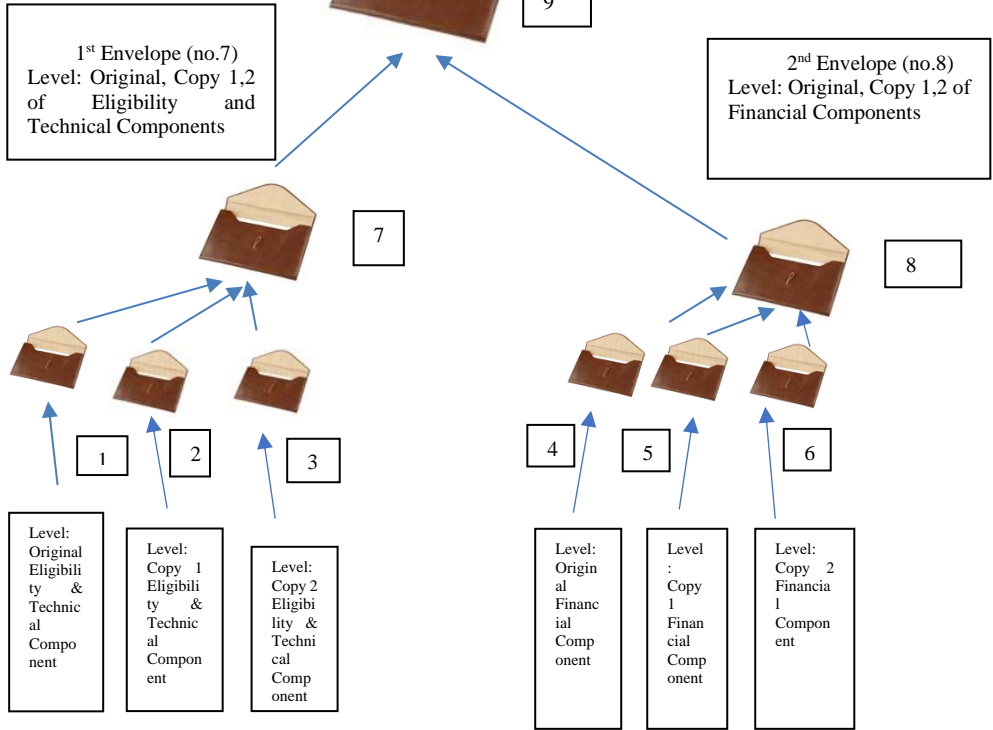 9
1st Envelope (no.7)
Level: Original, Copy 1,2
of Eligibility and
Technical Components
2nd Envelope (no.8)
Level: Original, Copy 1,2 of
Financial Components
7
8
1
2
3
4
5
6
Level:
Original
Eligibili
ty &
Technic
al
Compo
nent
Level:
Copy 1
Eligibili
ty &
Technic
al
Compon
ent
Level:
Copy 2
Eligibi
lity &
Techni
cal
Comp
onent
Level:
Origin
al
Financ
ial
Comp
onent
Level
:
Copy
1
Finan
cial
Comp
onent
Level:
Copy 2
Financia
l
Compon
ent